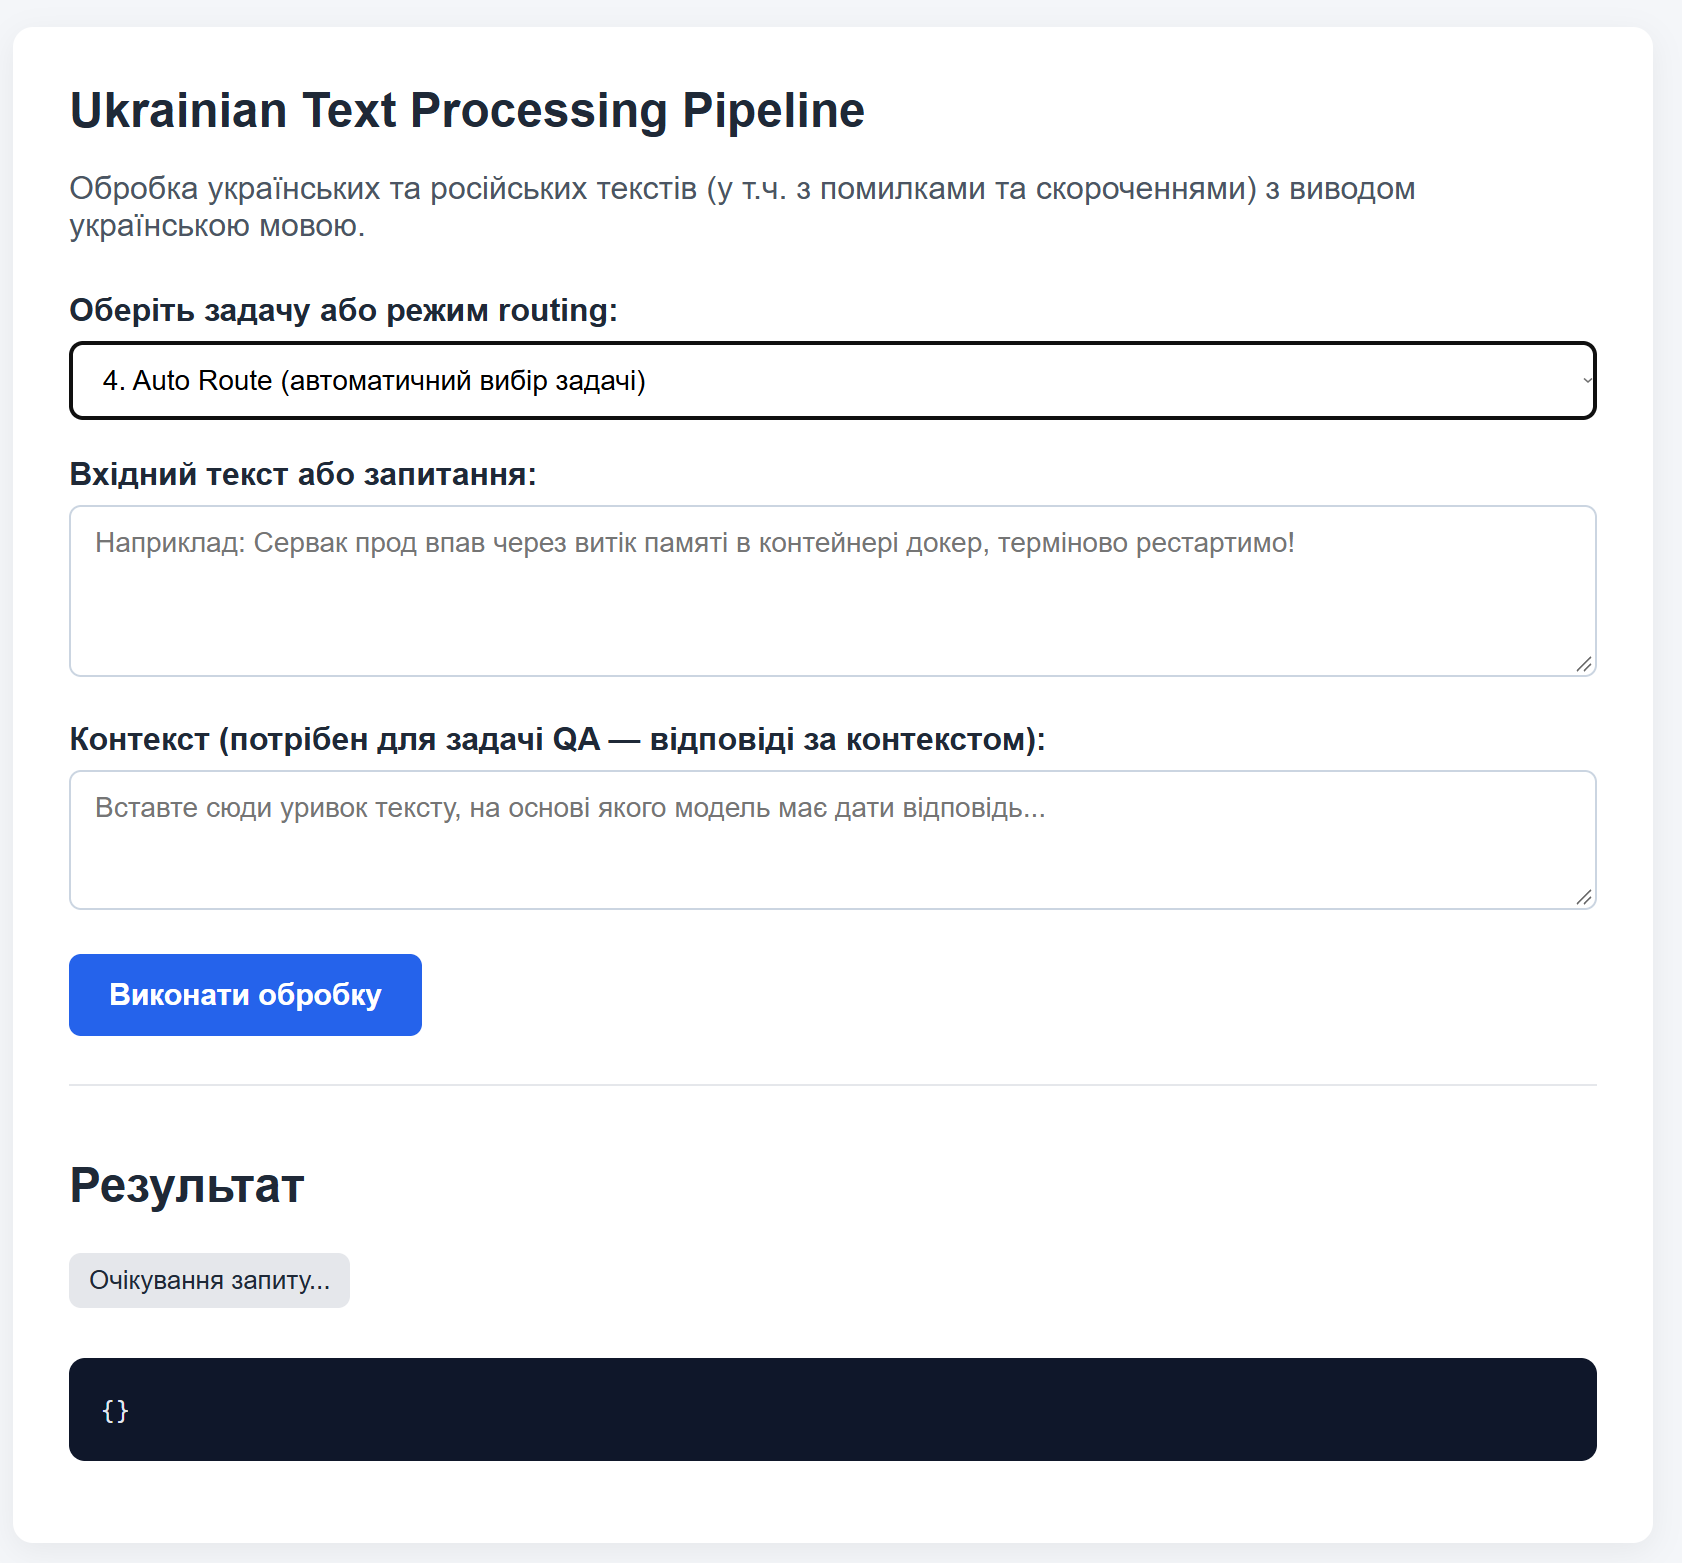 Ukrainian Text Processing Pipeline
Обробка українських та російських текстів (у т.ч. з помилками та скороченнями) з виводом
українською мовою.
Оберіть задачу або режим routing:
4. Auto Route (автоматичний вибір задачі)
Вхідний текст або запитання:
Наприклад: Сервак прод впав через витік памяті в контейнері докер, терміново рестартимо!
Контекст (потрібен для задачі QA — відповіді за контекстом):
Вставте сюди уривок тексту, на основі якого модель має дати відповідь...
Виконати обробку
Результат
Очікування запиту...
{}